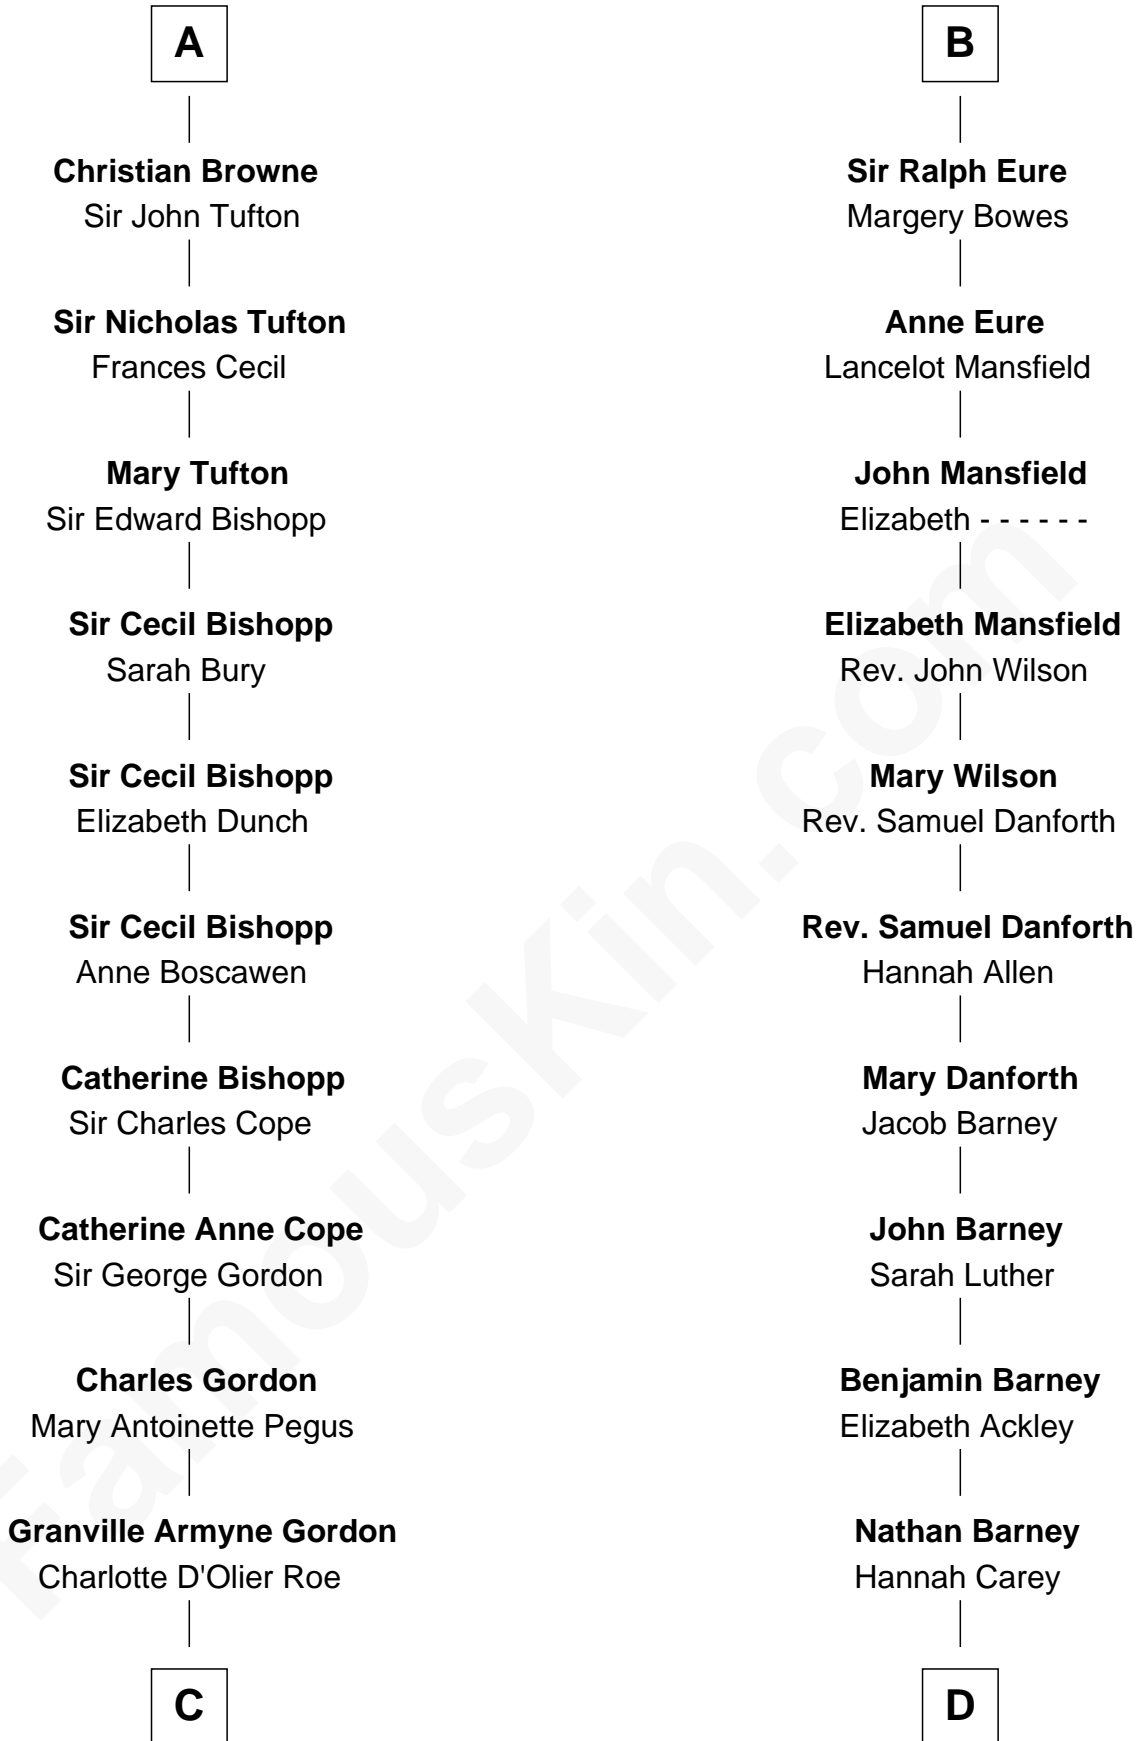 A
Christian Browne
Sir John Tufton
Sir Nicholas Tufton
Frances Cecil
Mary Tufton
Sir Edward Bishopp
Sir Cecil Bishopp
Sarah Bury
Sir Cecil Bishopp
Elizabeth Dunch
Sir Cecil Bishopp
Anne Boscawen
Catherine Bishopp
Sir Charles Cope
Catherine Anne Cope
Sir George Gordon
Charles Gordon
Mary Antoinette Pegus
Granville Armyne Gordon
Charlotte D'Olier Roe
C
B
Sir Ralph Eure
Margery Bowes
Anne Eure
Lancelot Mansfield
John Mansfield
Elizabeth - - - - - -
Elizabeth Mansfield
Rev. John Wilson
Mary Wilson
Rev. Samuel Danforth
Rev. Samuel Danforth
Hannah Allen
Mary Danforth
Jacob Barney
John Barney
Sarah Luther
Benjamin Barney
Elizabeth Ackley
Nathan Barney
Hannah Carey
D
FamousKin.com